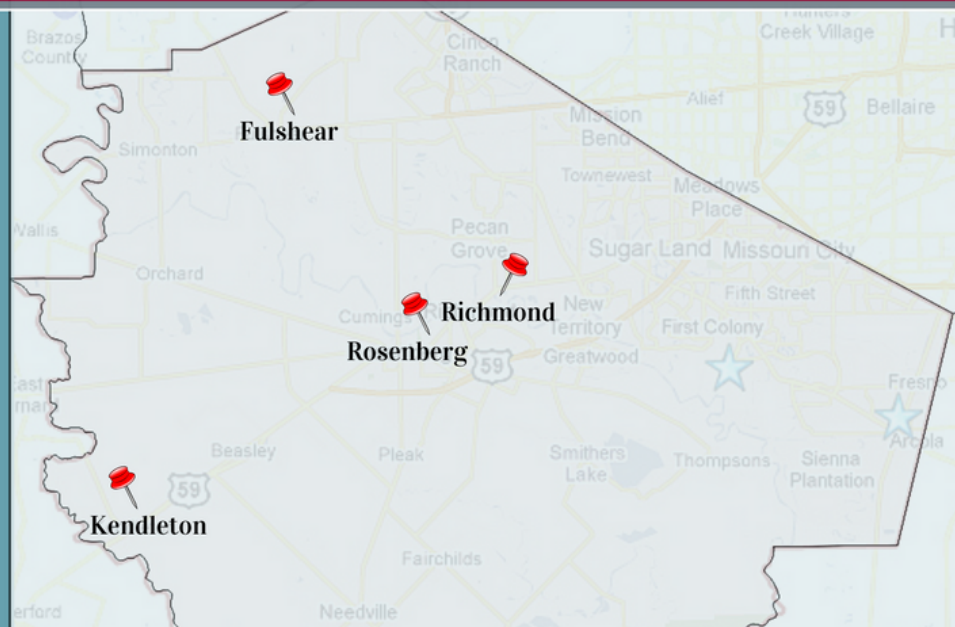 Hunters
Creek Village
Brazos
County
Cinco
Ranch
Alief
59
Bellaire
Mission
Bend
Fulshear
Simonton
Townewest
Meadows
Place
Wallis
Pecan
Grove
Sugar Land
Missouri City
Orchard
Fifth Street
Richmond
New
Territory
Cumings
First Colony
Rosenberg
Greatwood
59
East
Fresno
Arcola
Beasley
Pleak
Smithers
Lake
Thompsons
Sienna
Plantation
59
Kendleton
Fairchilds
Needville